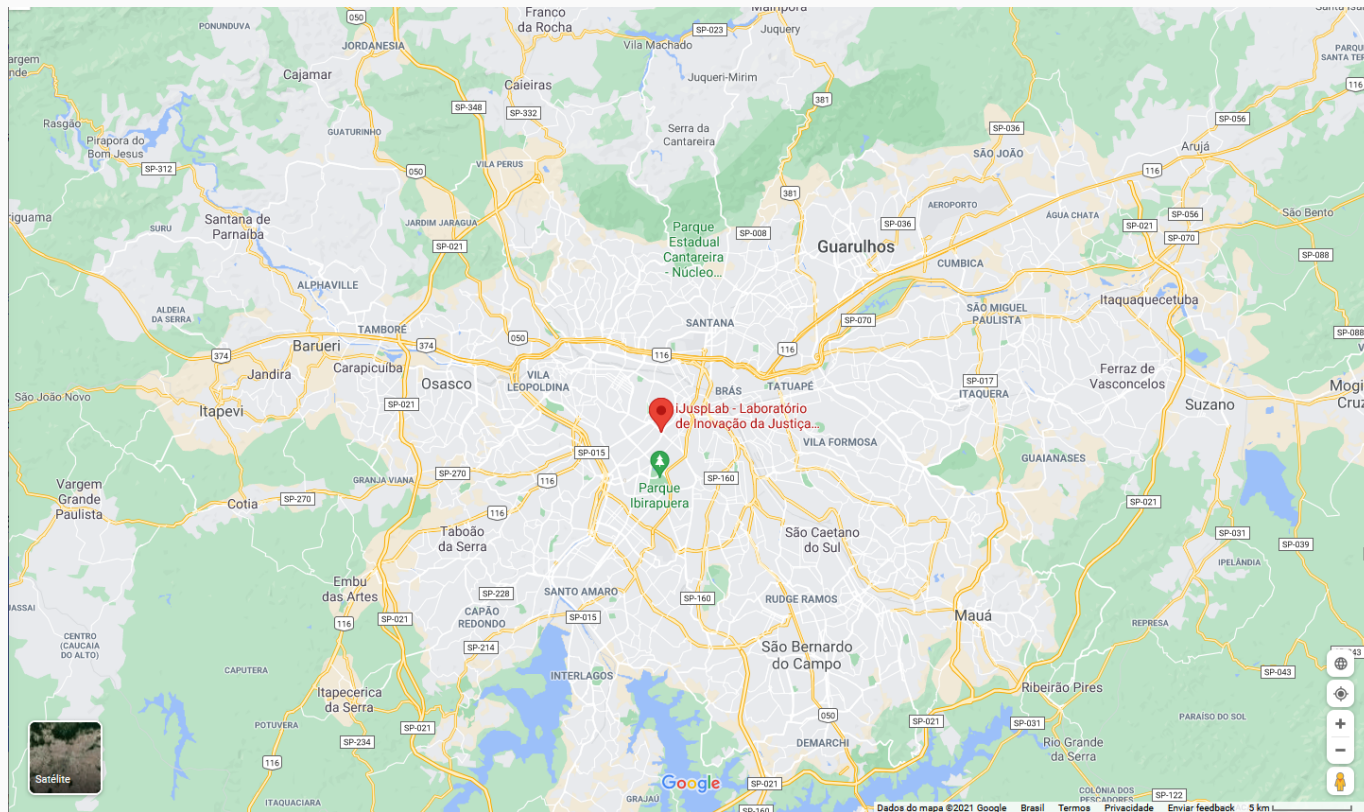 PONUNDUVA
050
Franco
da Rocha
SP-023
Mairiporã
Juquery
Santa Isabel
JORDANESIA
Vila Machado
Cajamar
Caieiras
Juqueri-Mirim
PARQUE
SANTA TER
116
381
SP-348
SP-332
SP-056
Rasgão
GUATURINHO
Serra da
Cantareira
SP-036
Pirapora do
Bom Jesus
SÃO JOÃO
Arujá
SP-312
050
VILA PERUS
116
381
AEROPORTO
Santana de
Parnaíba
SURU
JARDIM JARAGUA
SP-021
Parque
Estadual
Cantareira
- Núcleo...
SP-008
SP-036
Guarulhos
ÁGUA CHATA
SP-056
SP-021
SP-070
São Bento
SP-088
CUMBICA
ALPHAVILLE
ALDEIA
DA SERRA
Itaquaquecetuba
SÃO MIGUEL
PAULISTA
TAMBORÉ
SANTANA
SP-070
SP-088
050
374
Barueri
374
116
116
Jandira
Carapicuíba
Osasco
VILA
LEOPOLDINA
BRÁS
TATUAPÉ
SP-017
ITAQUERA
Ferraz de
Vasconcelos
São João Novo
Itapevi
SP-021
Suzano
iJuspLab - Laboratório
de Inovação da Justiça...
VILA FORMOSA
SP-015
GUAIANASES
SP-270
GRANJA VIANA
116
SP-160
Vargem
Grande
Paulista
SP-270
Cotia
Parque
Ibirapuera
SP-021
116
Taboão
da Serra
São Caetano
do Sul
SP-031
SP-039
IPELÂNDIA
Embu
das Artes
SP-228
SANTO AMARO
SP-160
RUDGE RAMOS
CAPÃO
REDONDO
SP-015
Mauá
116
SP-021
REPRESA
CENTRO
(CAUCAIA
DO ALTO)
SP-214
São Bernardo
do Campo
CAPUTERA
INTERLAGOS
SP-043
Itapecerica
da Serra
Ribeirão Pires
POTUVERA
SP-021
050
SP-021
SP-031
PARAÍSO DO SOL
SP-234
DEMARCHI
Rio Grande
da Serra
116
Satélite
Google
SP-021
ITAQUACIARA
GRAJAÚ
SP-160
SP-122
COLÔNIA DOS
PESCADORES
Dados do mapa ©2021 Google Brasil Termos Privacidade Enviar feedback 5 km